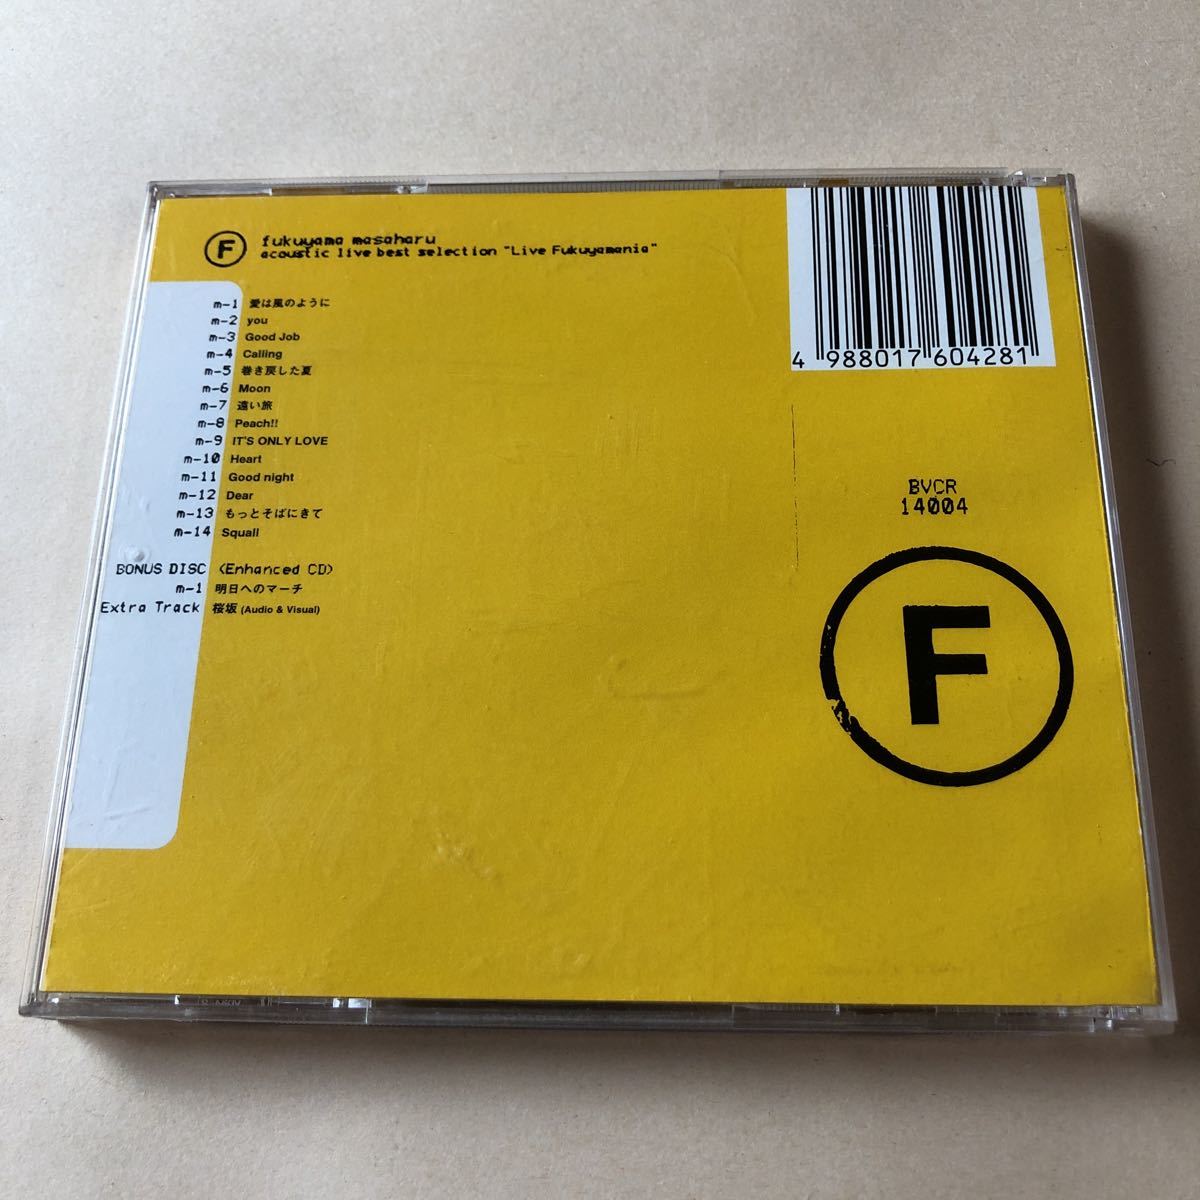 F
fukuyama masaharu
acoustic live best selection "Live Fukuyamania"
m-1 愛は風のように
m-2 you
m-3 Good Job
m-4 Calling
m-5 巻き戻した夏
m-6 Moon
m-7 遠い旅
m-8 Peach!!
m-9 IT'S ONLY LOVE
m-10 Heart
m-11 Good night
m-12 Dear
m-13 もっとそばにきて
m-14 Squall
BONUS DISC (Enhanced CD)
m-1 明日へのマーチ
Extra Track 桜坂 (Audio & Visual)
4 988017 604281
BVCR
14004
F